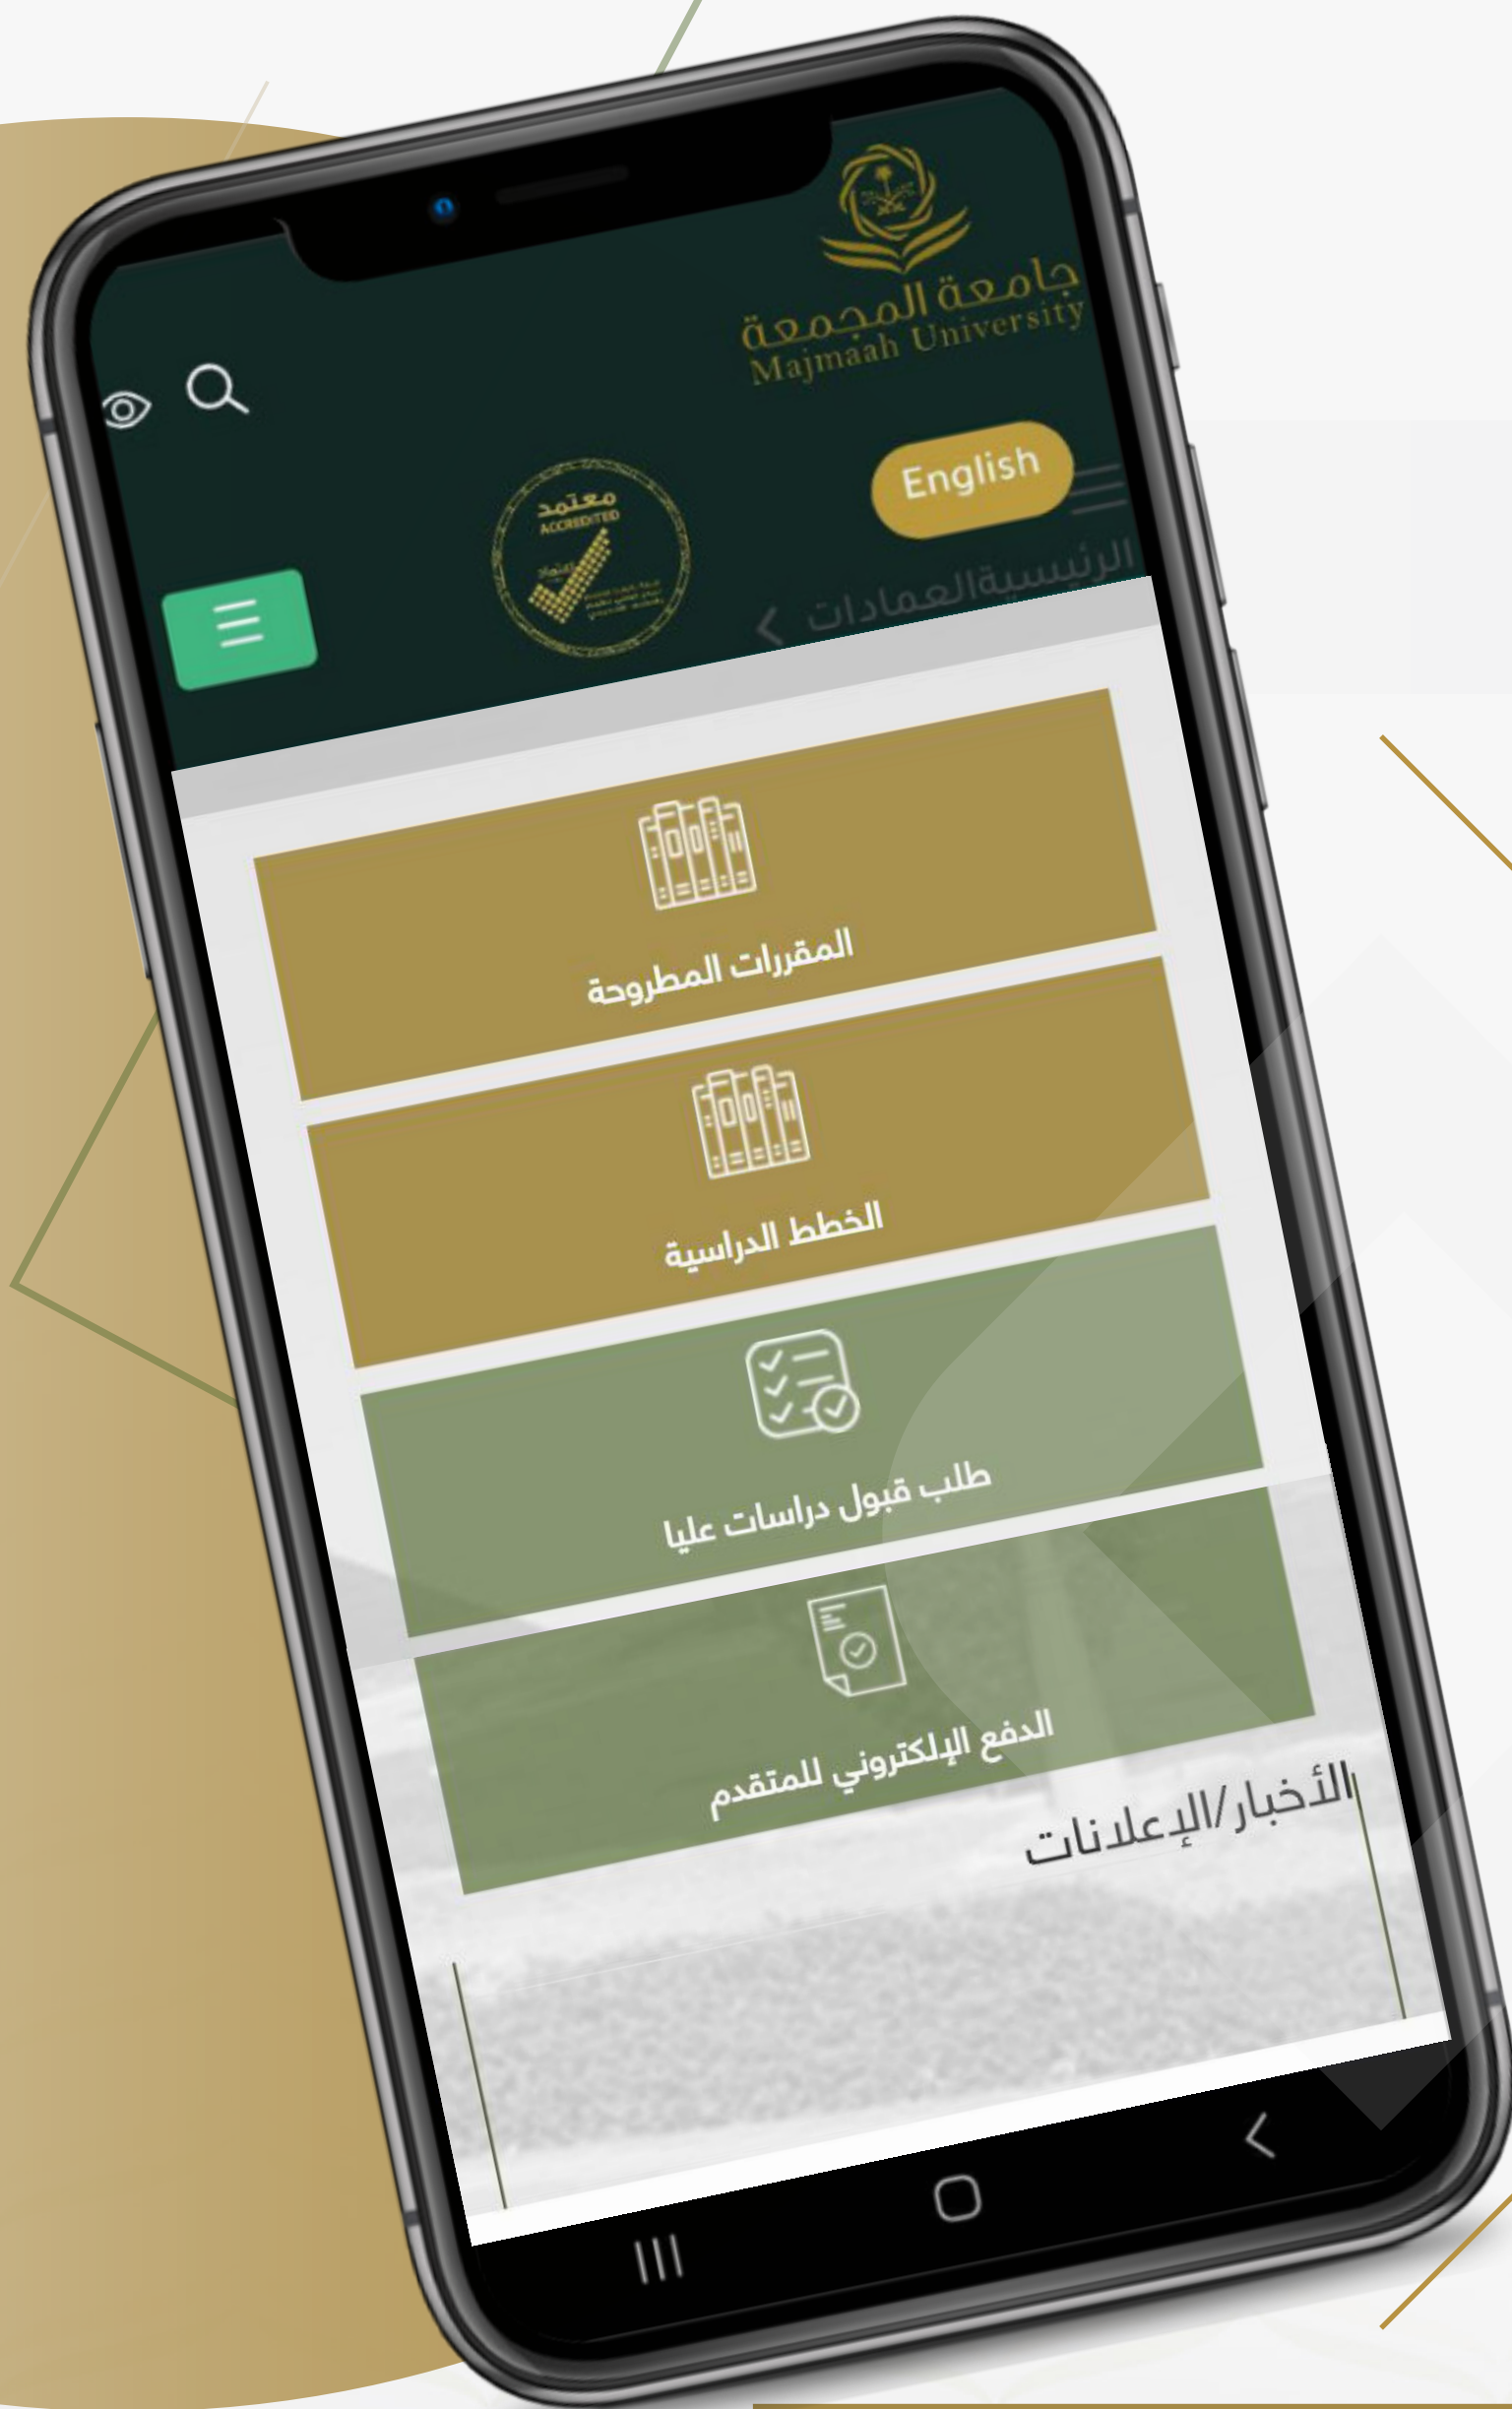 جامعة المجمعة
Majmaah University
English
معتمد
ACCREDITED
الرئيسية العمادات
المقررات المطروحة
الخطط الدراسية
طلب قبول دراسات عليا
الدفع الإلكتروني للمتقدم
الأخبار/الإعلانات